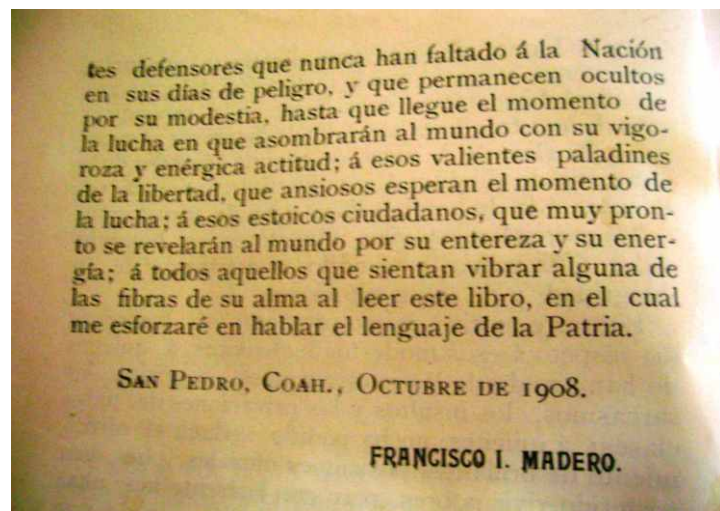 tes defensores que nunca han faltado á la Nación
en sus días de peligro, y que permanecen ocultos
por su modestia, hasta que llegue el momento de
la lucha en que asombrarán al mundo con su vigo-
roza y enérgica actitud; á esos valientes paladines
de la libertad, que ansiosos esperan el momento de
la lucha; á esos estoicos ciudadanos, que muy pron-
to se revelarán al mundo por su entereza y su ener-
gía; á todos aquellos que sientan vibrar alguna de
las fibras de su alma al leer este libro, en el cual
me esforzaré en hablar el lenguaje de la Patria.
SAN PEDRO, COAH., OCTUBRE DE 1908.
FRANCISCO I. MADERO.